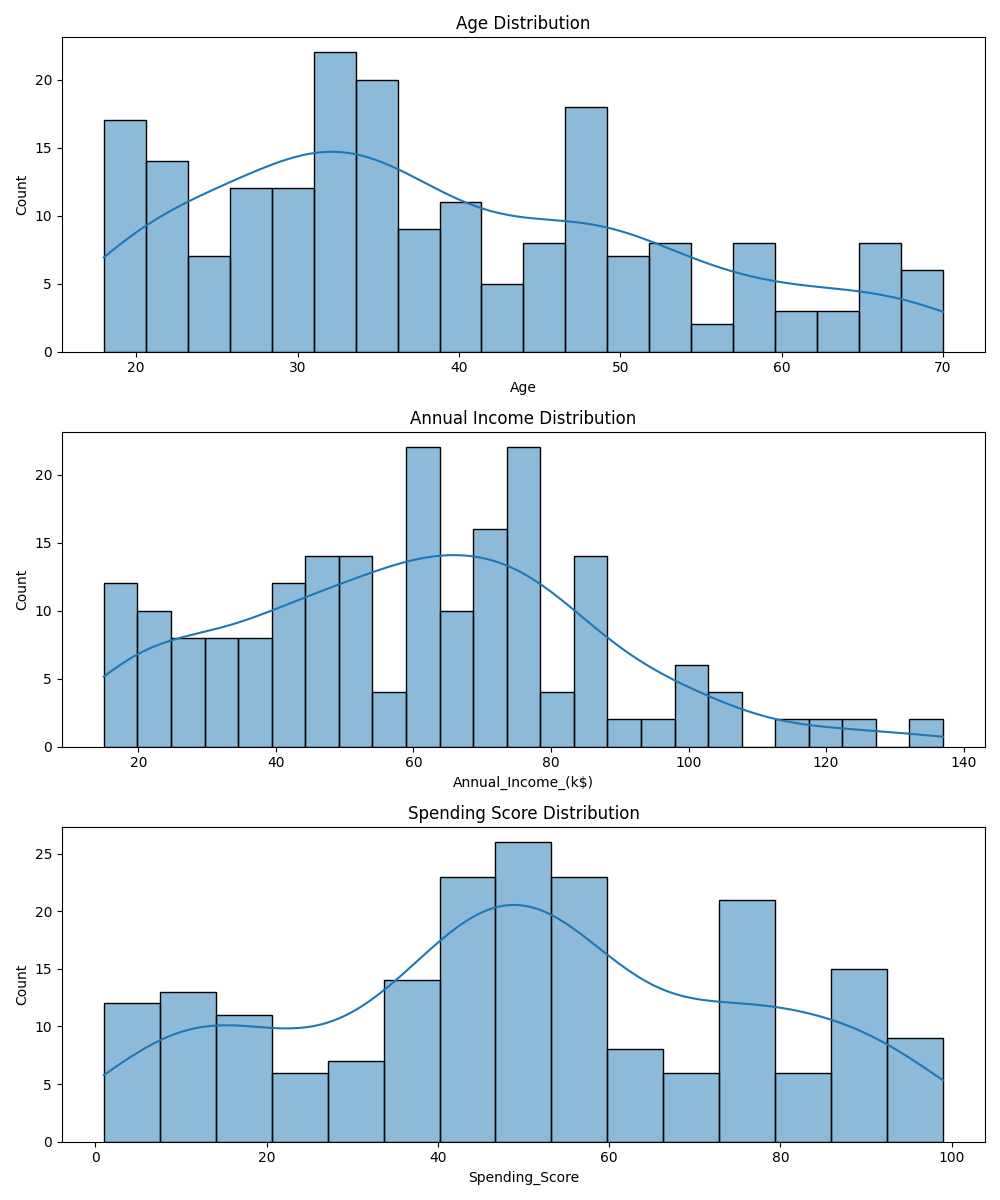 Age Distribution
20
15
10
5
0
Count
20 30 40 50 60 70
Age
Annual Income Distribution
20
15
10
5
0
Count
20 40 60 80 100 120 140
Annual_Income_(k$)
Spending Score Distribution
25
20
15
10
5
0
Count
0 20 40 60 80 100
Spending_Score